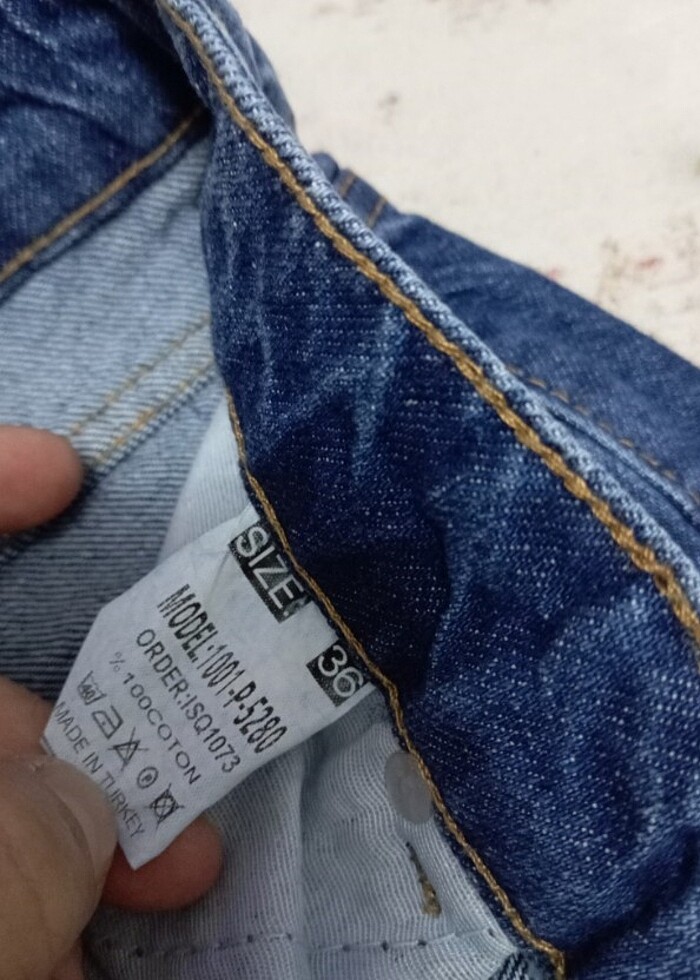 SIZE: 36
MODEL:1001-P-5280
ORDER:ISQ1073
%100COTON
MADE IN TURKEY